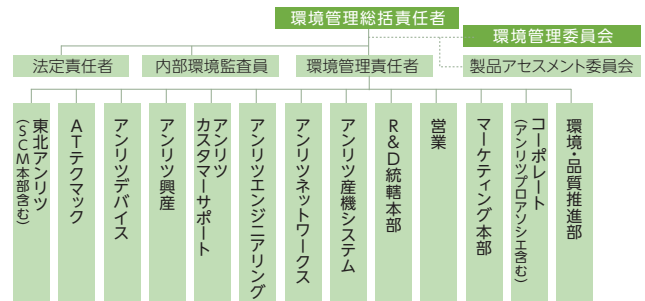 環境管理総括責任者
環境管理委員会
法定責任者
内部環境監査員
環境管理責任者
製品アセスメント委員会
東北アンリツ
（SCM本部含む）
ATテクマック
アンリツデバイス
アンリツ興産
アンリツ
カスタマーサポート
アンリツエンジニアリング
アンリツネットワークス
アンリツ産機システム
R&D統轄本部
営業
マーケティング本部
コーポレート
（アンリツプロアソシエ含む）
環境・品質推進部